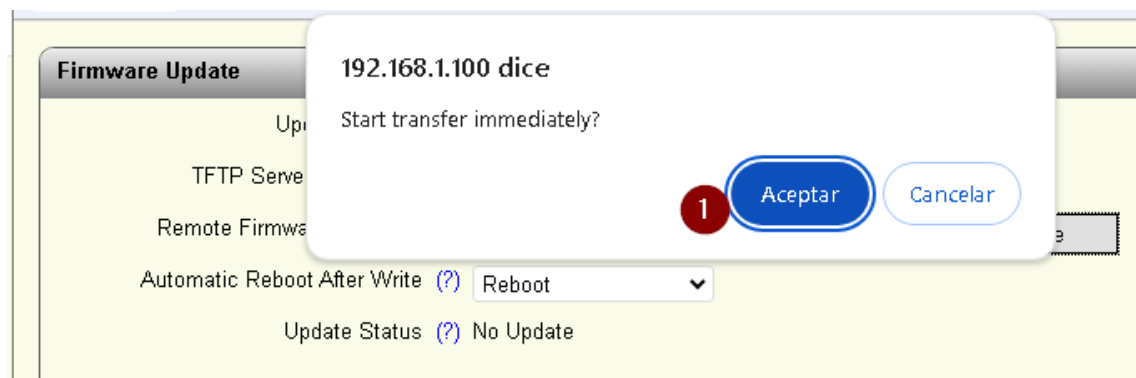 192.168.1.100 dice
Firmware Update
Start transfer immediately?
TFTP Serve
1
Aceptar
Cancelar
Remote Firmwa
Automatic Reboot After Write (?) Reboot
Update Status (?) No Update